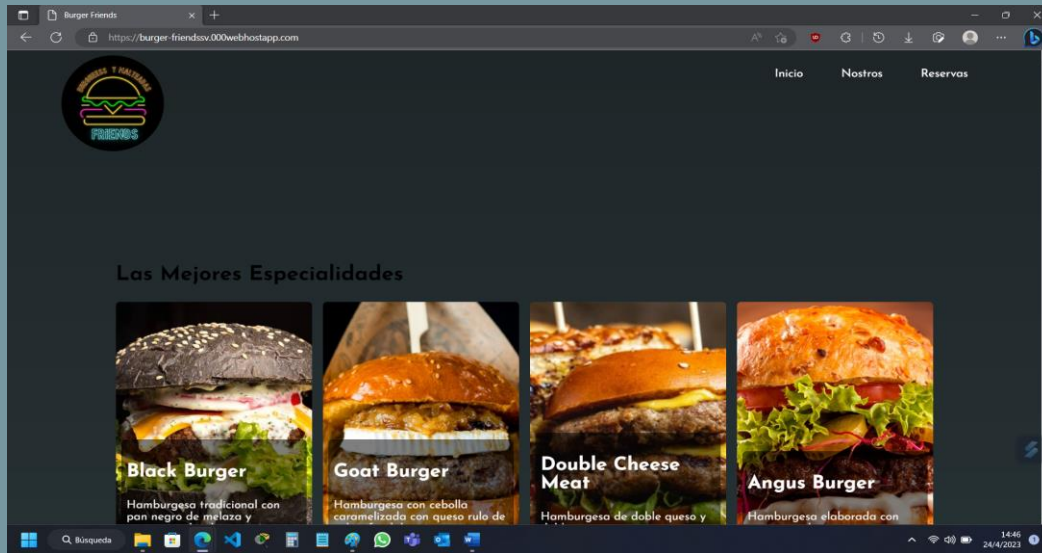 Burger Friends
https://burger-friendssv.000webhostapp.com
HAMBURGUESAS Y MALTEADAS
FRIENDS
Inicio Nostros Reservas
Las Mejores Especialidades
Black Burger
Hamburgesa tradicional con
pan negro de melaza y
Goat Burger
Hamburgesa con cebolla
caramelizada con queso rulo de
Double Cheese
Meat
Hamburgesa de doble queso y
Angus Burger
Hamburgesa elaborada con
Búsqueda
14:46
24/4/2023